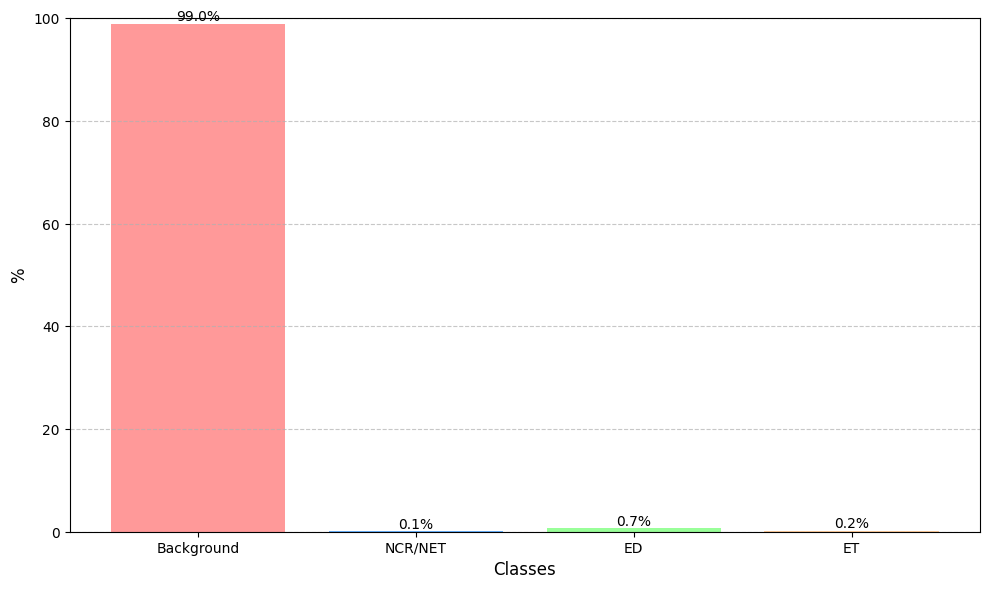 100
99.0%
80
60
%
40
20
0
0.1%
0.7%
0.2%
Background
NCR/NET
ED
ET
Classes